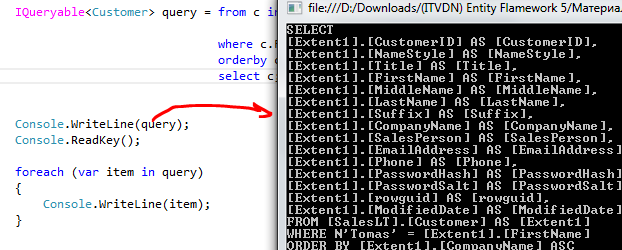 IQueryable<Customer> query = from c in
where c.F
orderby c
select c
Console.WriteLine(query);
Console.ReadKey();
foreach (var item in query)
{
Console.WriteLine(item);
}
file:///D:/Downloads/(ITVDN) Entity Flamework 5/Материа
SELECT
[Extent1].[CustomerID] AS [CustomerID],
[Extent1].[NameStyle] AS [NameStyle],
[Extent1].[Title] AS [Title],
[Extent1].[FirstName] AS [FirstName],
[Extent1].[MiddleName] AS [MiddleName],
[Extent1].[LastName] AS [LastName],
[Extent1].[Suffix] AS [Suffix],
[Extent1].[CompanyName] AS [CompanyName],
[Extent1].[SalesPerson] AS [SalesPerson],
[Extent1].[EmailAddress] AS [EmailAddress]
[Extent1].[Phone] AS [Phone],
[Extent1].[PasswordHash] AS [PasswordHash]
[Extent1].[PasswordSalt] AS [PasswordSalt]
[Extent1].[rowguid] AS [rowguid],
[Extent1].[ModifiedDate] AS [ModifiedDate]
FROM [SalesLT].[Customer] AS [Extent1]
WHERE N'Tomas' = [Extent1].[FirstName]
ORDER BY [Extent1].[CompanyName] ASC